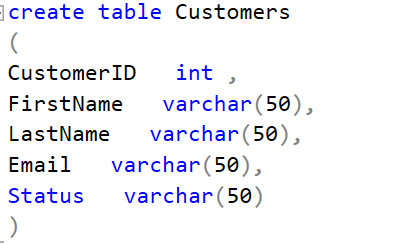 create table Customers
(
CustomerID   int ,
FirstName   varchar(50),
LastName   varchar(50),
Email   varchar(50),
Status   varchar(50)
)